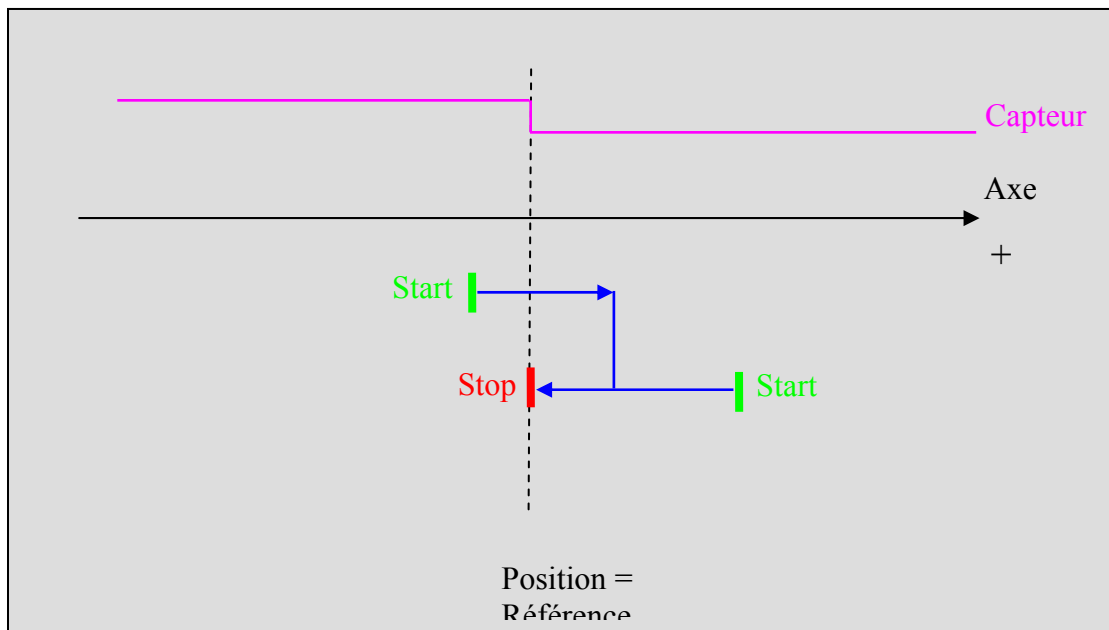 Capteur
Axe
+
Start
Stop
Start
Position =
Référence